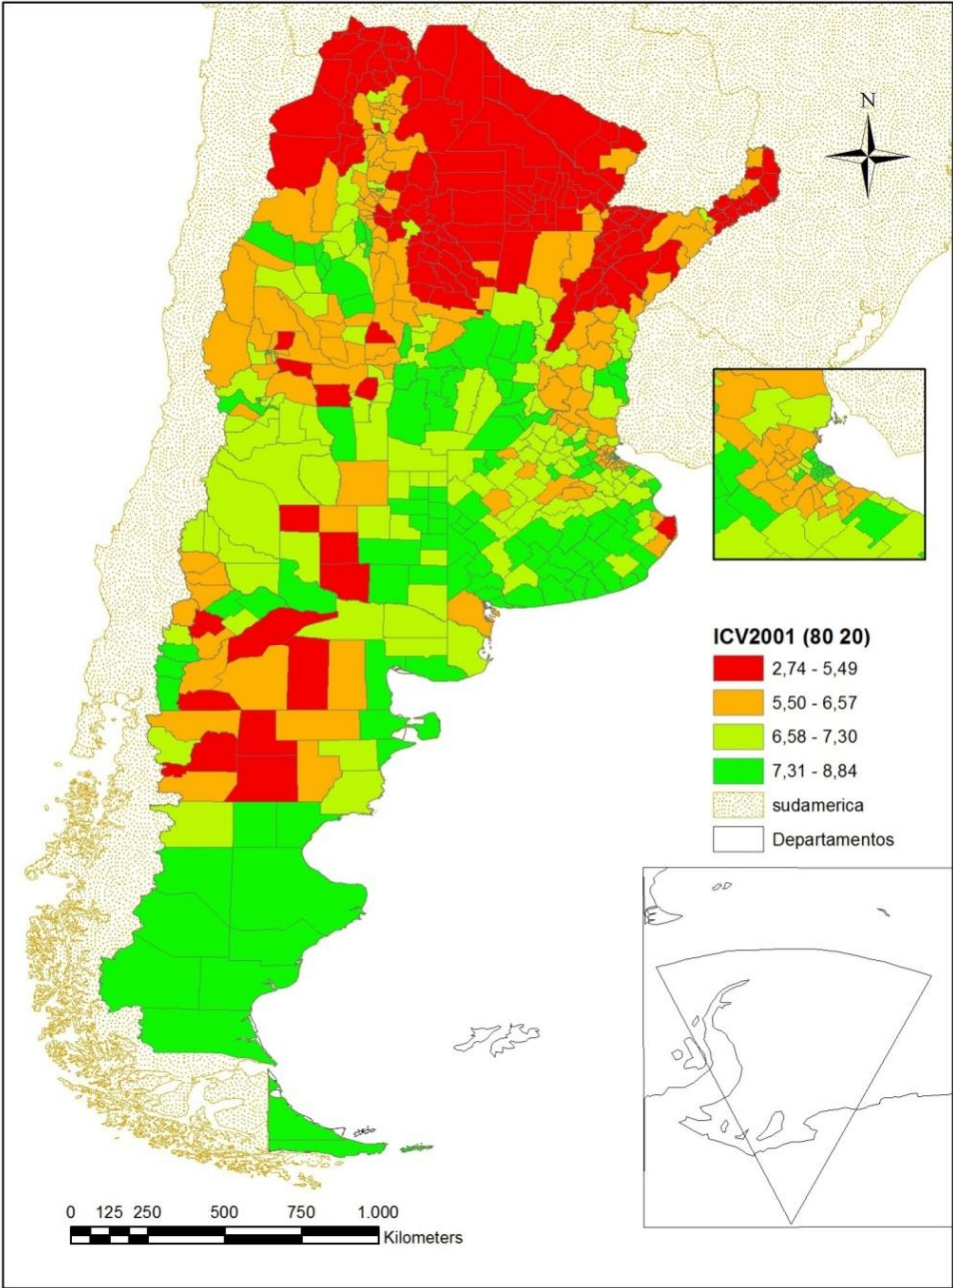 N
ICV2001 (80 20)
2,74 - 5,49
5,50 - 6,57
6,58 - 7,30
7,31 - 8,84
sudamerica
Departamentos
0 125 250 500 750 1.000
Kilometers